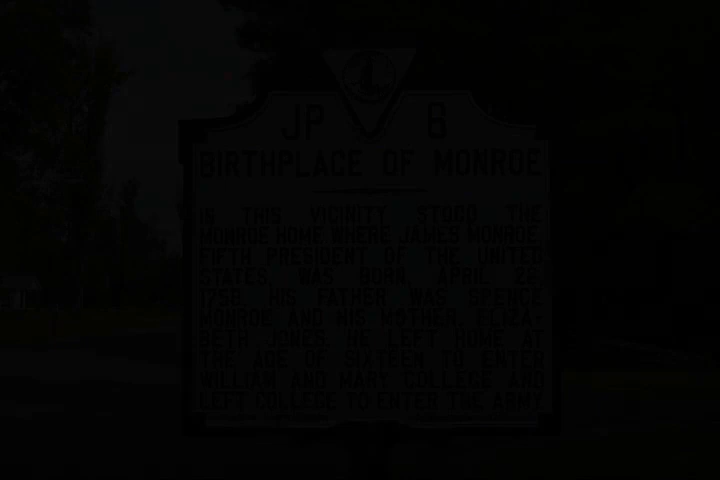 JP B
BIRTHPLACE OF MONROE
IN THIS VICINITY STOOD THE
MONROE HOME WHERE JAMES MONROE,
FIFTH PRESIDENT OF THE UNITED
STATES, WAS BORN, APRIL 28,
1758. HIS FATHER WAS SPENCE
MONROE AND HIS MOTHER, ELIZA-
BETH JONES. HE LEFT HOME AT
THE AGE OF SIXTEEN TO ENTER
WILLIAM AND MARY COLLEGE AND
LEFT COLLEGE TO ENTER THE ARMY